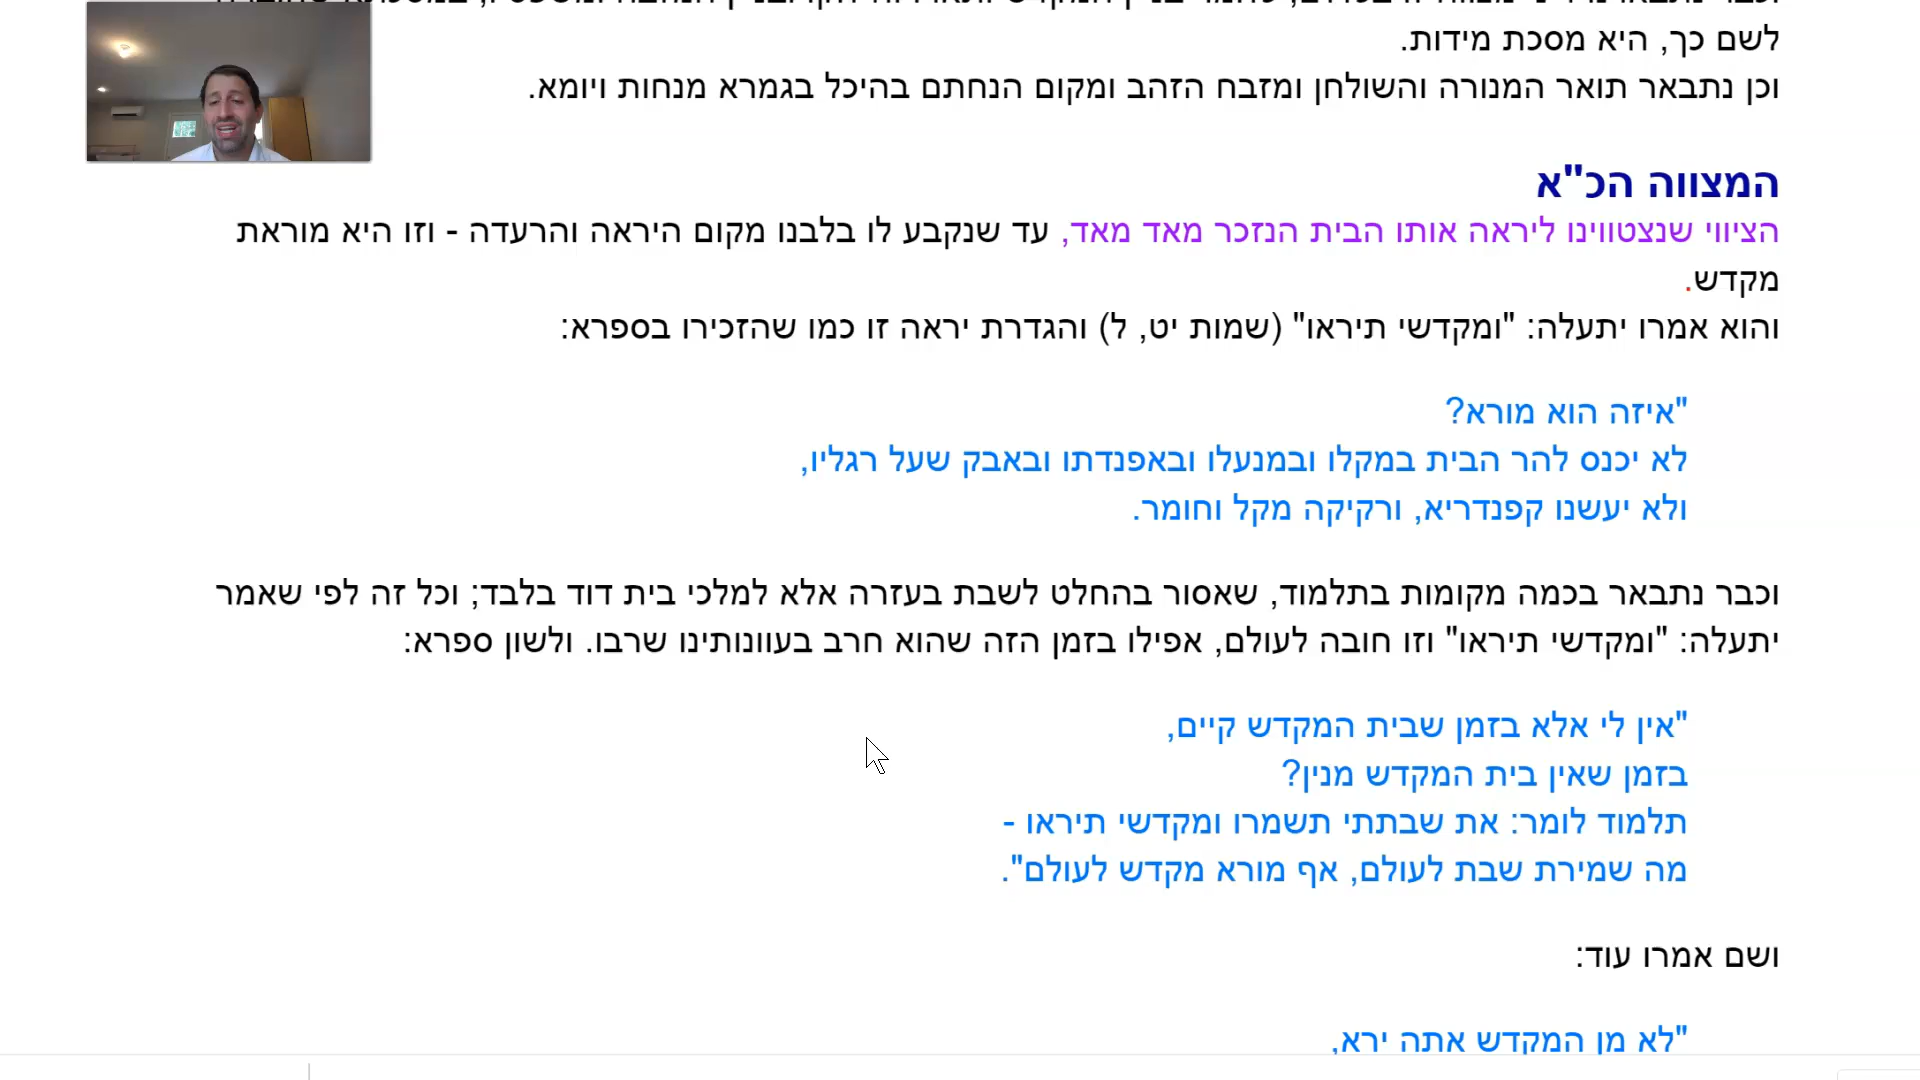 לשם כך, היא מסכת מידות.
וכן נתבאר תואר המנורה והשולחן ומזבח הזהב ומקום הנחתם בהיכל בגמרא מנחות ויומא.
המצווה הכ"א
הציווי שנצטווינו ליראה אותו הבית הנזכר מאד מאד, עד שנקבע לו בלבנו מקום היראה והרעדה - וזו היא מוראת
מקדש.
והוא אמרו יתעלה: "ומקדשי תיראו" (שמות יט, ל) והגדרת יראה זו כמו שהזכירו בספרא:
"איזה הוא מורא?
לא יכנס להר הבית במקלו ובמנעלו ובאפנדתו ובאבק שעל רגליו,
ולא יעשנו קפנדריא, ורקיקה מקל וחומר.
וכבר נתבאר בכמה מקומות בתלמוד, שאסור בהחלט לשבת בעזרה אלא למלכי בית דוד בלבד; וכל זה לפי שאמר
יתעלה: "ומקדשי תיראו" וזו חובה לעולם, אפילו בזמן הזה שהוא חרב בעוונותינו שרבו. ולשון ספרא:
"אין לי אלא בזמן שבית המקדש קיים,
בזמן שאין בית המקדש מנין?
תלמוד לומר: את שבתתי תשמרו ומקדשי תיראו -
מה שמירת שבת לעולם, אף מורא מקדש לעולם".
ושם אמרו עוד:
"לא מן המקדש אתה ירא,